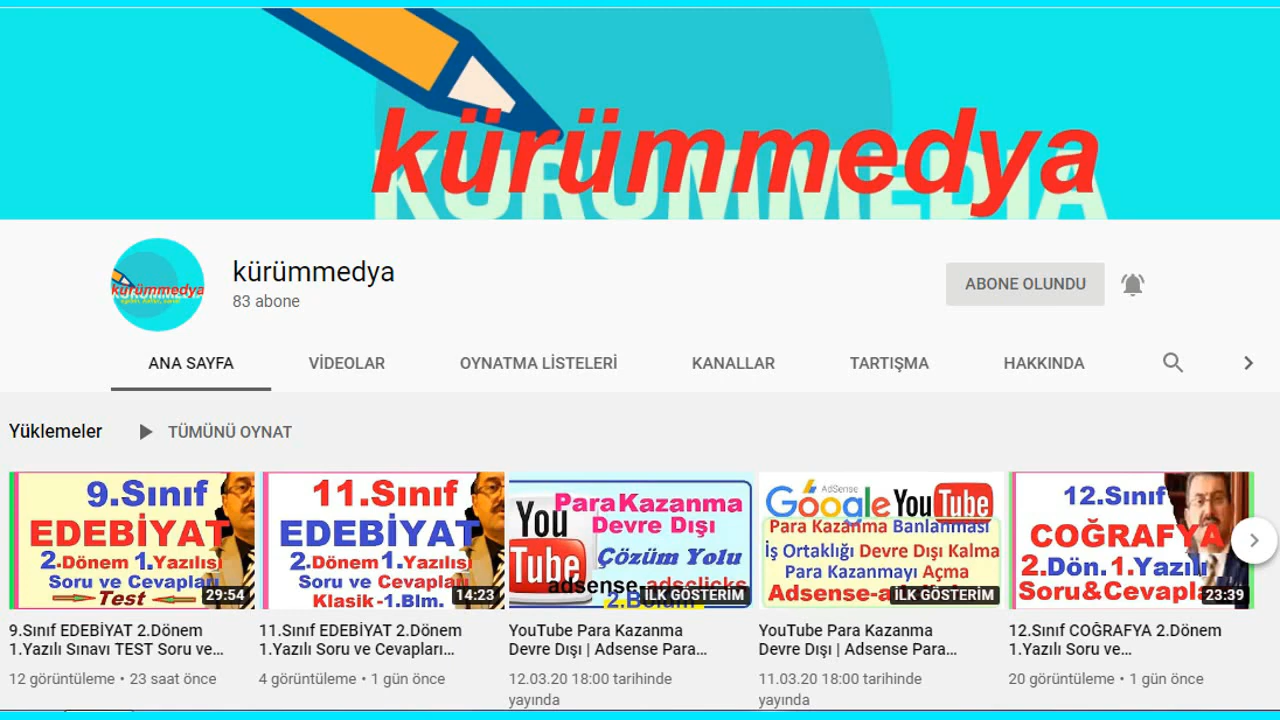 kürümmedya
KURUMMEDIA
kürümmedya
kürümmedya
83 abone
ABONE OLUNDU
ANA SAYFA
VİDEOLAR
OYNATMA LİSTELERİ
KANALLAR
TARTIŞMA
HAKKINDA
Yüklemeler
TÜMÜNÜ OYNAT
9.Sınıf
EDEBİYAT
2.Dönem 1.Yazılısı
Soru ve Cevapları
Test
29:54
11.Sınıf
EDEBİYAT
2.Dönem 1.Yazılısı
Soru ve Cevapları
Klasik-1.Blm.
14:23
You
Tube
Para Kazanma
Devre Dışı
Çözüm Yolu
adsense-adsclicks
2.Bölüm
İLK GÖSTERİM
AdSense
Google YouTube
Para Kazanma Banlanması
İş Ortaklığı Devre Dışı Kalma
Para Kazanmayı Açma
Adsense-a
İLK GÖSTERİM
12.Sınıf
COĞRAFYA
2.Dön.1.Yazılı
Soru&Cevapla
23:39
9.Sınıf EDEBİYAT 2.Dönem
1.Yazılı Sınavı TEST Soru ve...
12 görüntüleme • 23 saat önce
11.Sınıf EDEBİYAT 2.Dönem
1.Yazılı Soru ve Cevapları...
4 görüntüleme • 1 gün önce
YouTube Para Kazanma
Devre Dışı | Adsense Para...
12.03.20 18:00 tarihinde
yayında
YouTube Para Kazanma
Devre Dışı | Adsense Para...
11.03.20 18:00 tarihinde
yayında
12.Sınıf COĞRAFYA 2.Dönem
1.Yazılı Soru ve...
20 görüntüleme • 1 gün önce